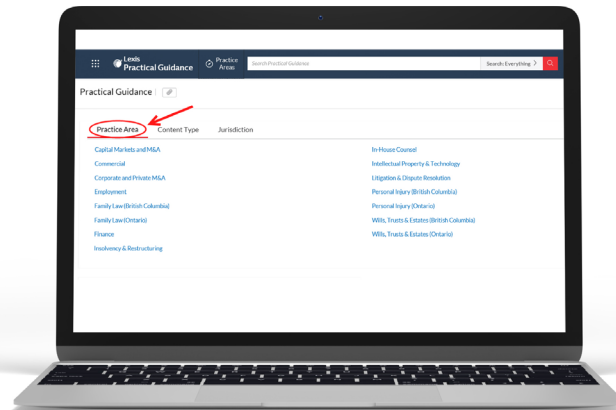 Lexis
Practical Guidance
Practice
Areas
Search Practical Guidance
Search: Everything
Practical Guidance
Practice Area
Content Type
Jurisdiction
Capital Markets and M&A
Commercial
Corporate and Private M&A
Employment
Family Law (British Columbia)
Family Law (Ontario)
Finance
Insolvency & Restructuring
In-House Counsel
Intellectual Property & Technology
Litigation & Dispute Resolution
Personal Injury (British Columbia)
Personal Injury (Ontario)
Wills, Trusts & Estates (British Columbia)
Wills, Trusts & Estates (Ontario)